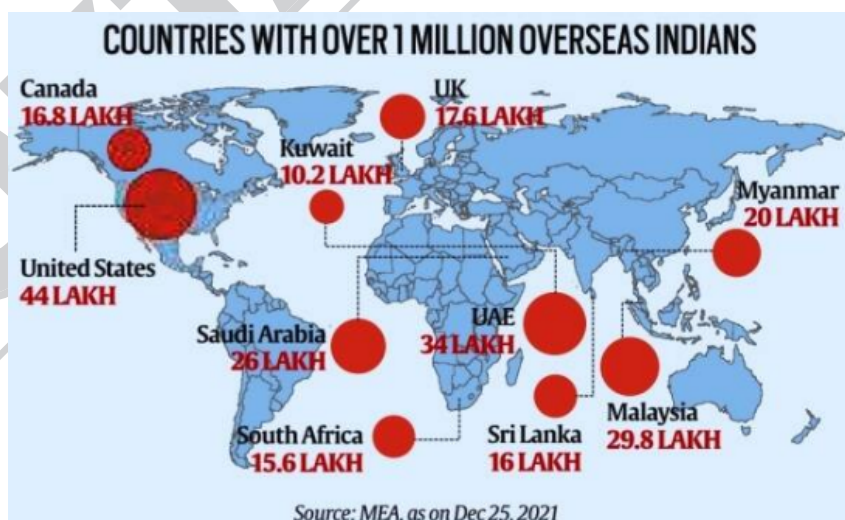 COUNTRIES WITH OVER 1 MILLION OVERSEAS INDIANS
Canada
16.8 LAKH
UK
17.6 LAKH
Kuwait
10.2 LAKH
Myanmar
20 LAKH
United States
44 LAKH
Saudi Arabia
26 LAKH
UAE
34 LAKH
South Africa
15.6 LAKH
Sri Lanka
16 LAKH
Malaysia
29.8 LAKH
Source: MEA, as on Dec 25, 2021